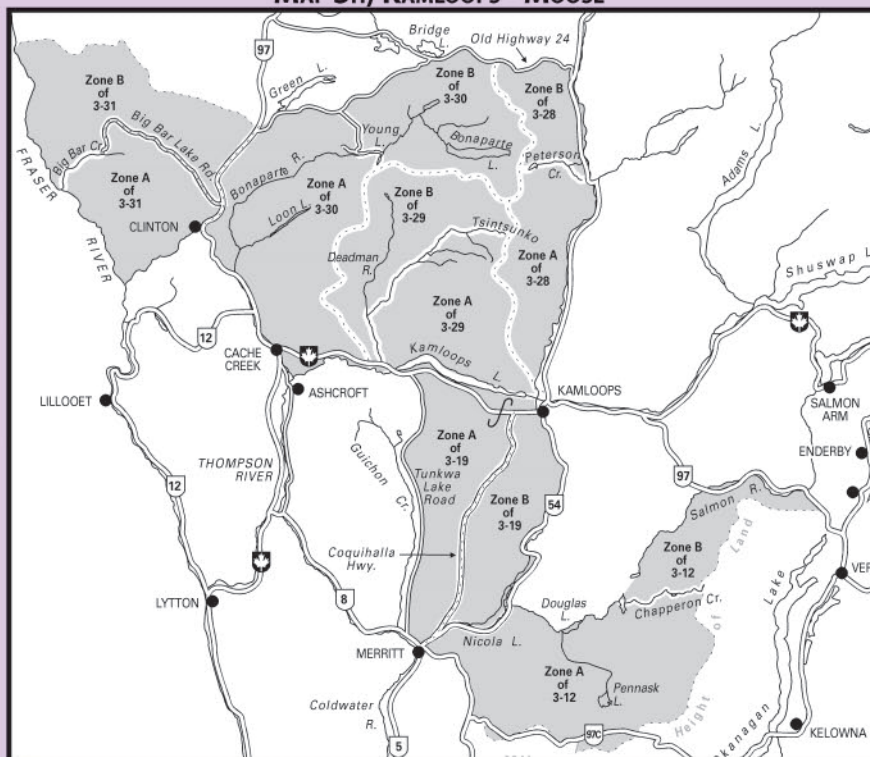 MAP D11, KAMLOOPS - MOOSE
Bridge
L.
Old Highway 24
97
Green L.
Zone B
of
3-31
Zone B
of
3-30
Zone B
of
3-28
Big Bar Lake Rd.
Big Bar Cr.
Young
L.
Bonaparte
L.
Peterson
Cr.
Adams L.
FRASER
RIVER
Zone A
of
3-31
Bonaparte R.
Zone A
of
3-30
Loon L.
Zone B
of
3-29
CLINTON
Tsintsunko
Deadman
R.
Zone A
of
3-28
Shuswap L
Zone A
of
3-29
12
CACHE
CREEK
Kamloops
L.
KAMLOOPS
LILLOOET
ASHCROFT
SALMON
ARM
Guichon
Cr.
Zone A
of
3-19
ENDERBY
THOMPSON
RIVER
Tunkwa
Lake
Road
97
12
Zone B
of
3-19
54
Salmon R.
Height of Land
Coquihalla
Hwy.
Zone B
of
3-12
Lake
VER
LYTTON
8
Douglas
L.
Chapperon Cr.
MERRITT
Nicola L.
Zone A
of
3-12
Pennask
L.
Coldwater
R.
5
97C
Okanagan
KELOWNA